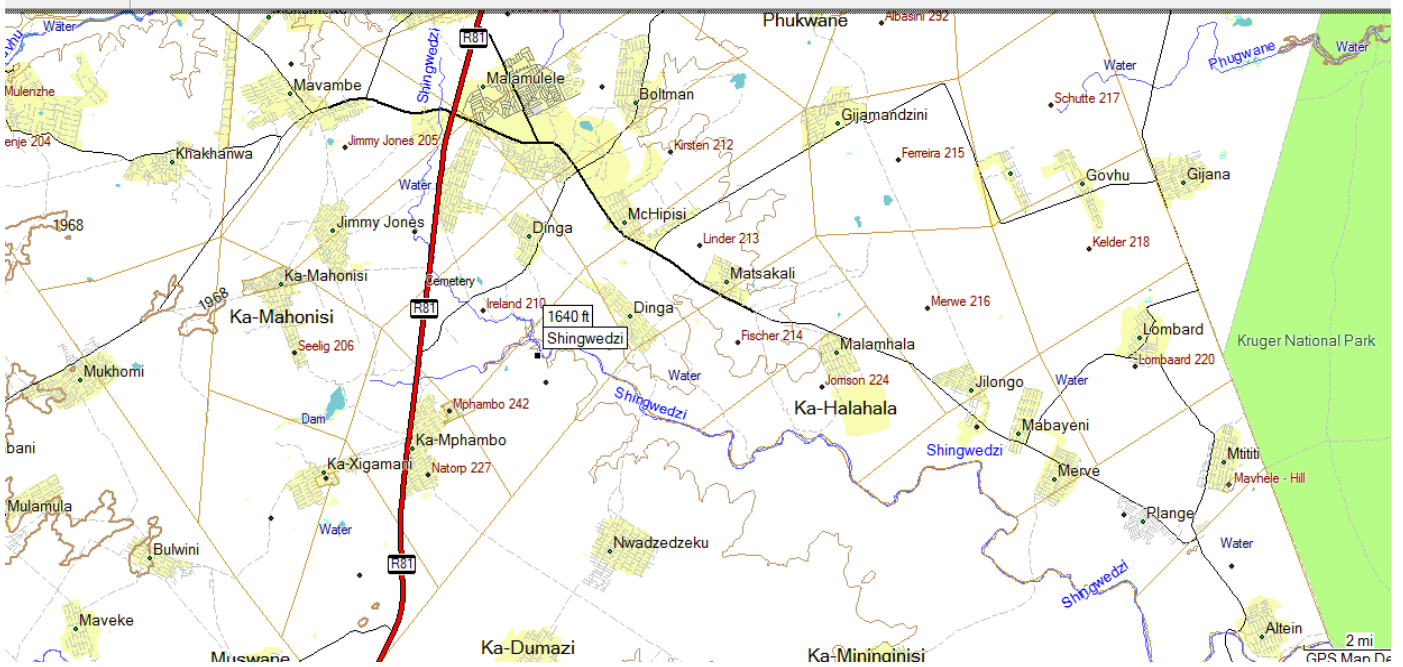 Phukwane
Albasini 292
Water
R81
Phugwane
Water
Water
Malamulele
Shingwedzi
Mavambe
Mulenzhe
Boltman
Schutte 217
Gijamandzini
Jimmy Jones 205
enje 204
Khakhanwa
Kirsten 212
Ferreira 215
Govhu
Gijana
Water
1968
Jimmy Jones
McHipisi
Dinga
Linder 213
Kelder 218
Ka-Mahonisi
Cemetery
Matsakali
1968
Ka-Mahonisi
R81
Ireland 210
1640 ft
Shingwedzi
Dinga
Merwe 216
Lombard
Kruger National Park
Seelig 206
Fischer 214
Malamhala
Lombaard 220
Mukhomi
Water
Jomson 224
Jilongo
Water
Dam
Mphambo 242
Shingwedzi
Ka-Halahala
Mabayeni
bani
Ka-Mphambo
Shingwedzi
Mtititi
Ka-Xigamani
Natorp 227
Merve
Mavhele - Hill
Mulamula
Plange
Water
Bulwini
Nwadzedzeku
Water
R81
Shingwedzi
Maveke
Altein
2 mi
Ka-Dumazi
Ka-Mininginisi
Muswane
GPS Map De